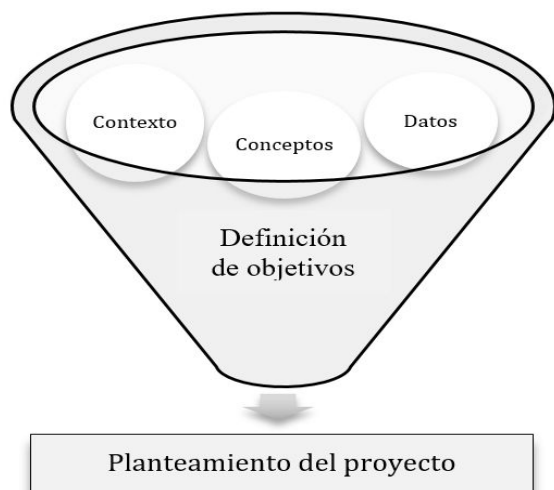 Contexto
Conceptos
Datos
Definición
de objetivos
Planteamiento del proyecto